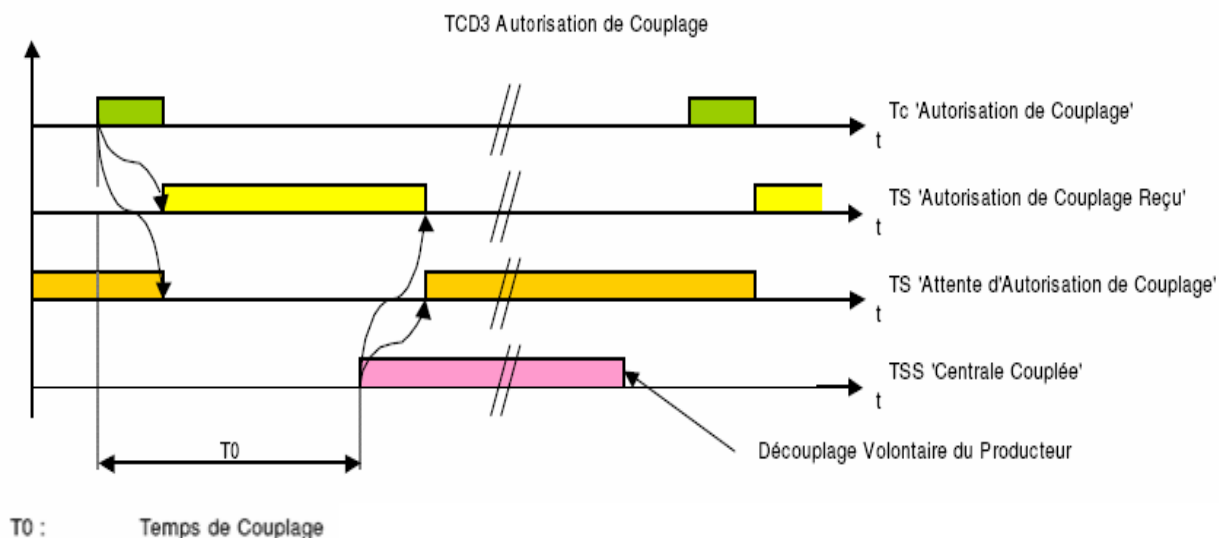 TCD3 Autorisation de Couplage
Tc 'Autorisation de Couplage'
t
TS 'Autorisation de Couplage Reçu'
t
TS 'Attente d'Autorisation de Couplage'
t
TSS 'Centrale Couplée'
t
T0
Découplage Volontaire du Producteur
T0 : Temps de Couplage